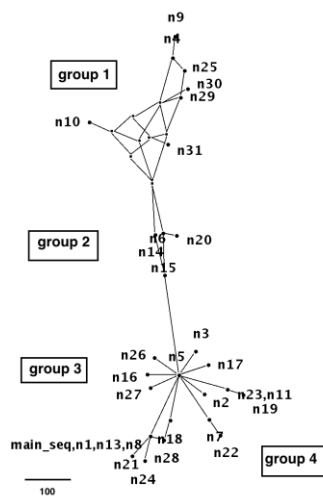 n9
n4
n25
group 1
n30
n29
n10
n31
group 2
n6
n20
n14
n15
n3
n26
n5
group 3
n17
n16
n27
n2
n23,n11
n19
main_seq,n1,n13,n8
n18
n7
n28
n22
n21
group 4
n24
100